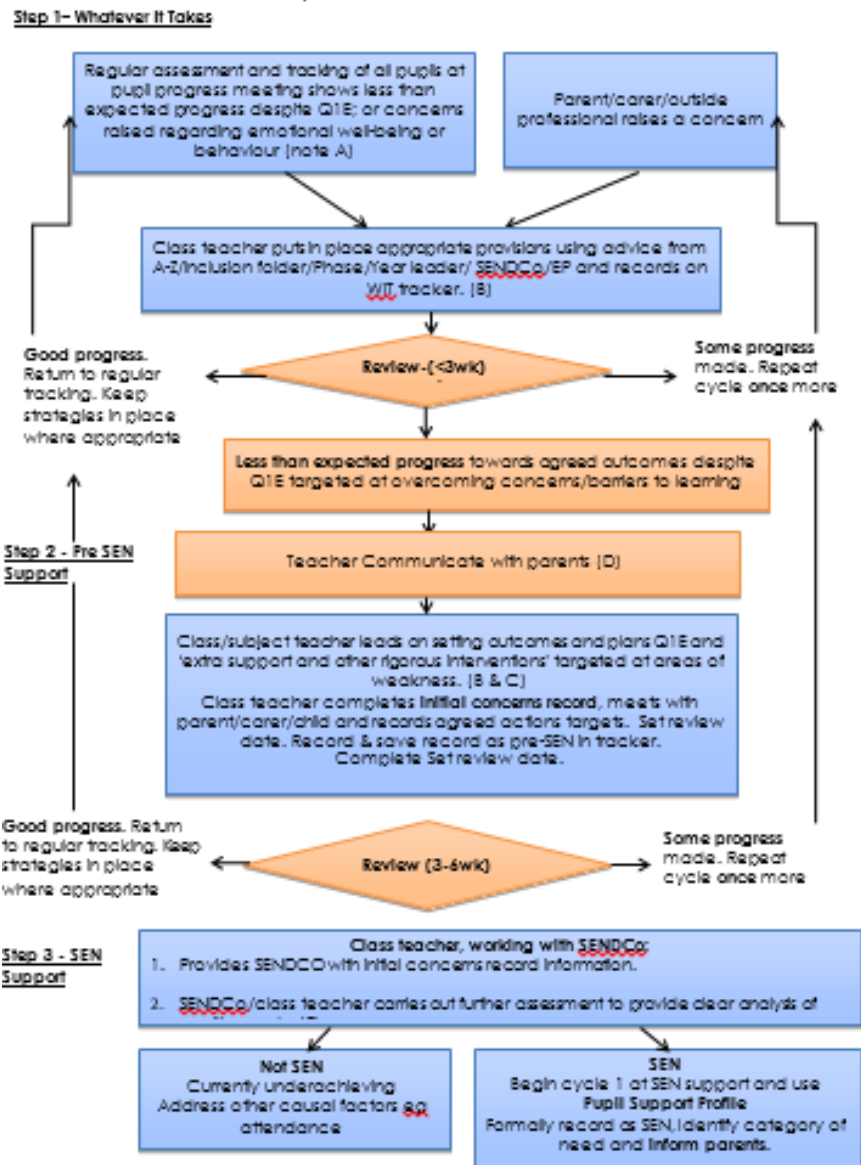 Step 1– Whatever It Takes
Regular assessment and tracking of all pupils at
pupil progress meeting shows less than
expected progress despite Q1E; or concerns
raised regarding emotional well-being or
behaviour (note A)
Parent/carer/outside
professional raises a concern
Class teacher puts in place appropriate provisions using advice from
A-Z/Inclusion folder/Phase/Year leader/ SENDCo/EP and records on
WIT tracker. (B)
Good progress.
Return to regular
tracking. Keep
strategies in place
where appropriate
Review-(<3wk)
Some progress
made. Repeat
cycle once more
Less than expected progress towards agreed outcomes despite
Q1E targeted at overcoming concerns/barriers to learning
Step 2 - Pre SEN
Support
Teacher Communicate with parents (D)
Class/subject teacher leads on setting outcomes and plans Q1E and
'extra support and other rigorous interventions' targeted at areas of
weakness. (B & C)
Class teacher completes initial concerns record, meets with
parent/carer/child and records agreed actions targets. Set review
date. Record & save record as pre-SEN in tracker.
Complete Set review date.
Good progress. Return
to regular tracking. Keep
strategies in place
where appropriate
Review (3-6wk)
Some progress
made. Repeat
cycle once more
Step 3 - SEN
Support
Class teacher, working with SENDCo:
1. Provides SENDCO with initial concerns record information.
2. SENDCo/class teacher carries out further assessment to provide clear analysis of
Not SEN
Currently underachieving
Address other causal factors eg
attendance
SEN
Begin cycle 1 at SEN support and use
Pupil Support Profile
Formally record as SEN, identify category of
need and inform parents.